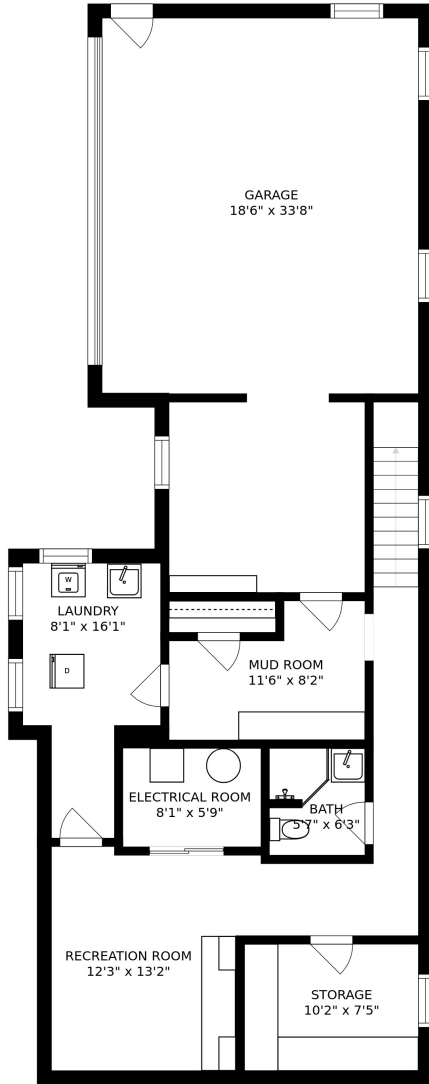 GARAGE
18'6" x 33'8"
W
LAUNDRY
8'1" x 16'1"
D
MUD ROOM
11'6" x 8'2"
ELECTRICAL ROOM
8'1" x 5'9"
BATH
5'7" x 6'3"
RECREATION ROOM
12'3" x 13'2"
STORAGE
10'2" x 7'5"